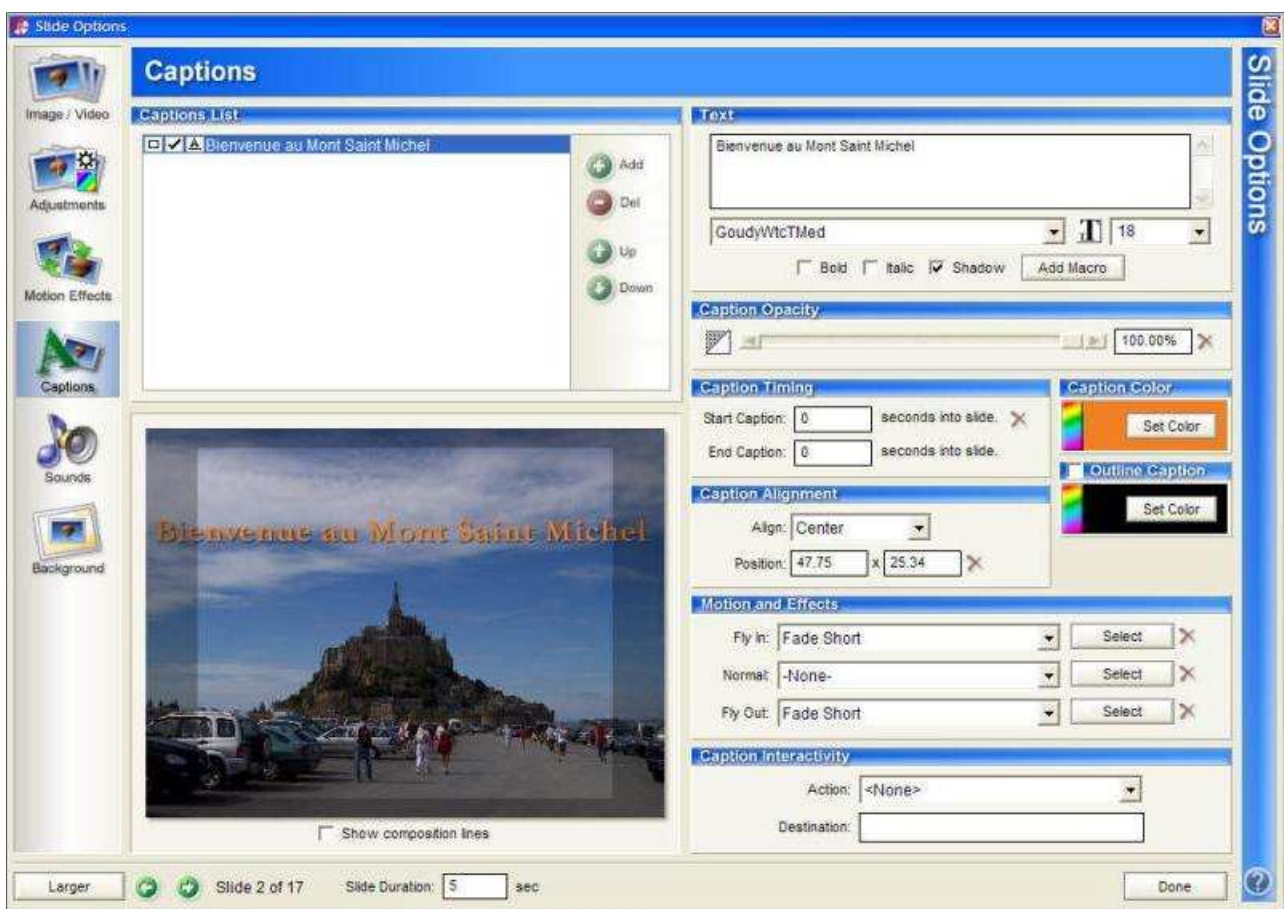 Slide Options
Captions
Slide Options
Image / Video
Adjustments
Motion Effects
Captions
Sounds
Background
Captions List
Bienvenue au Mont Saint Michel
Add
Del
Up
Down
Bienvenue au Mont Saint Michel
Show composition lines
Text
Bienvenue au Mont Saint Michel
GoudyWtcTMed
18
Bold Italic Shadow Add Macro
Caption Opacity
100.00%
Caption Timing
Start Caption: 0 seconds into slide.
End Caption: 0 seconds into slide.
Caption Color
Set Color
Outline Caption
Set Color
Caption Alignment
Align: Center
Position: 47.75 x 25.34
Motion and Effects
Fly In: Fade Short Select
Normal: -None- Select
Fly Out: Fade Short Select
Caption Interactivity
Action: <None>
Destination:
Larger Slide 2 of 17 Slide Duration: 5 sec Done